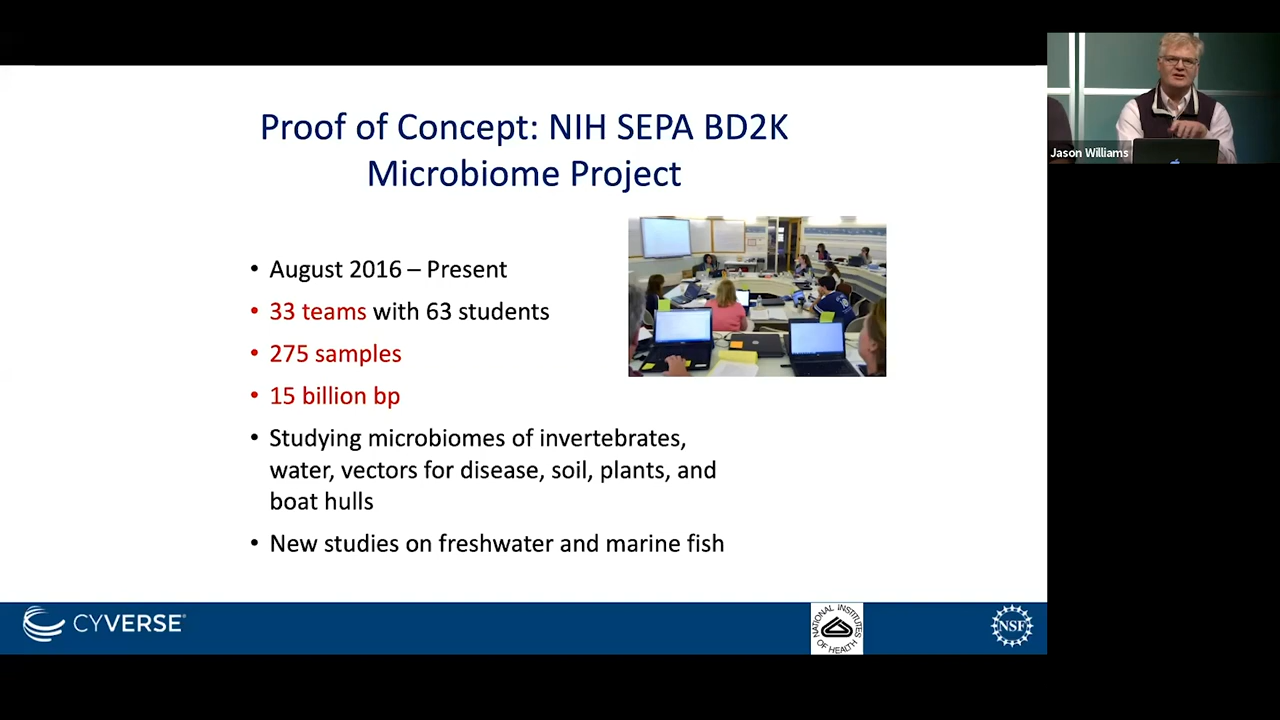 Proof of Concept: NIH SEPA BD2K
Microbiome Project
• August 2016 – Present
• 33 teams with 63 students
• 275 samples
• 15 billion bp
• Studying microbiomes of invertebrates,
water, vectors for disease, soil, plants, and
boat hulls
• New studies on freshwater and marine fish
Jason Williams
CYVERSE®
NATIONAL INSTITUTES
OF HEALTH
NSF